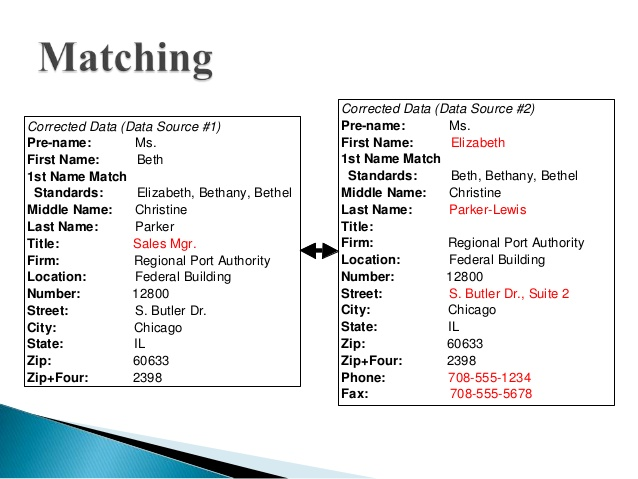 Matching
Corrected Data (Data Source #1)
Pre-name: Ms.
First Name: Beth
1st Name Match
Standards: Elizabeth, Bethany, Bethel
Middle Name: Christine
Last Name: Parker
Title: Sales Mgr.
Firm: Regional Port Authority
Location: Federal Building
Number: 12800
Street: S. Butler Dr.
City: Chicago
State: IL
Zip: 60633
Zip+Four: 2398
Corrected Data (Data Source #2)
Pre-name: Ms.
First Name: Elizabeth
1st Name Match
Standards: Beth, Bethany, Bethel
Middle Name: Christine
Last Name: Parker-Lewis
Title:
Firm: Regional Port Authority
Location: Federal Building
Number: 12800
Street: S. Butler Dr., Suite 2
City: Chicago
State: IL
Zip: 60633
Zip+Four: 2398
Phone: 708-555-1234
Fax: 708-555-5678